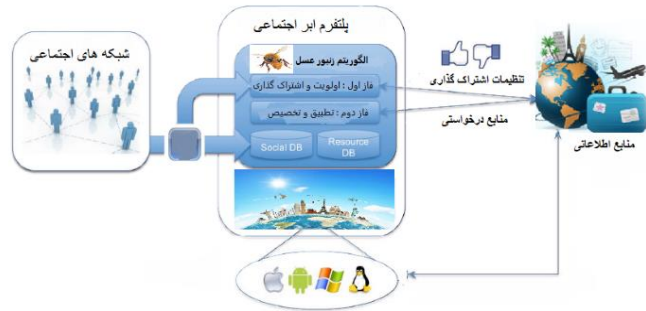 پلتفرم ابر اجتماعی
شبکه های اجتماعی
الگوریتم زنبور عسل
فاز اول : اولویت و اشتراک گذاری
فاز دوم : تطبیق و تخصیص
Social DB
Resource
DB
تنظیمات اشتراک گذاری
منابع درخواستی
منابع اطلاعاتی